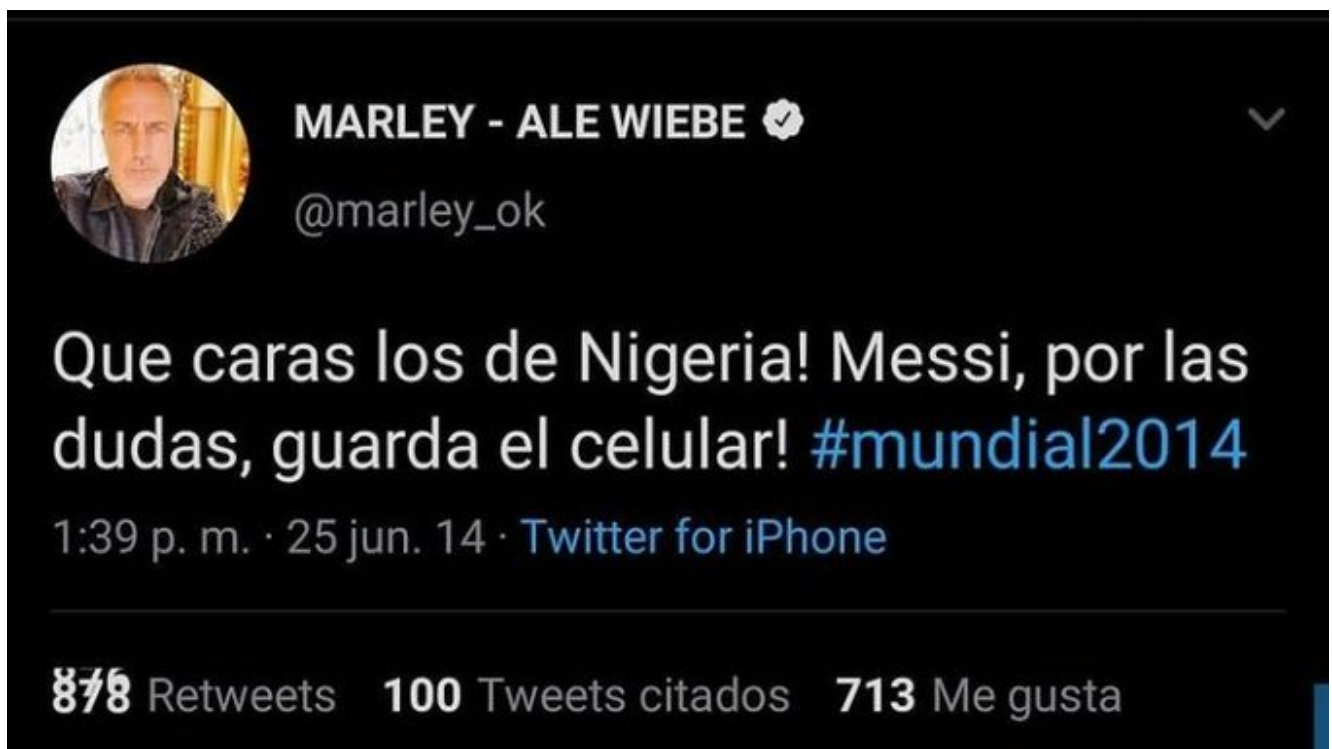 MARLEY - ALE WIEBE
@marley_ok
Que caras los de Nigeria! Messi, por las
dudas, guarda el celular! #mundial2014
1:39 p. m. · 25 jun. 14 · Twitter for iPhone
Retweets 100 Tweets citados 713 Me gusta